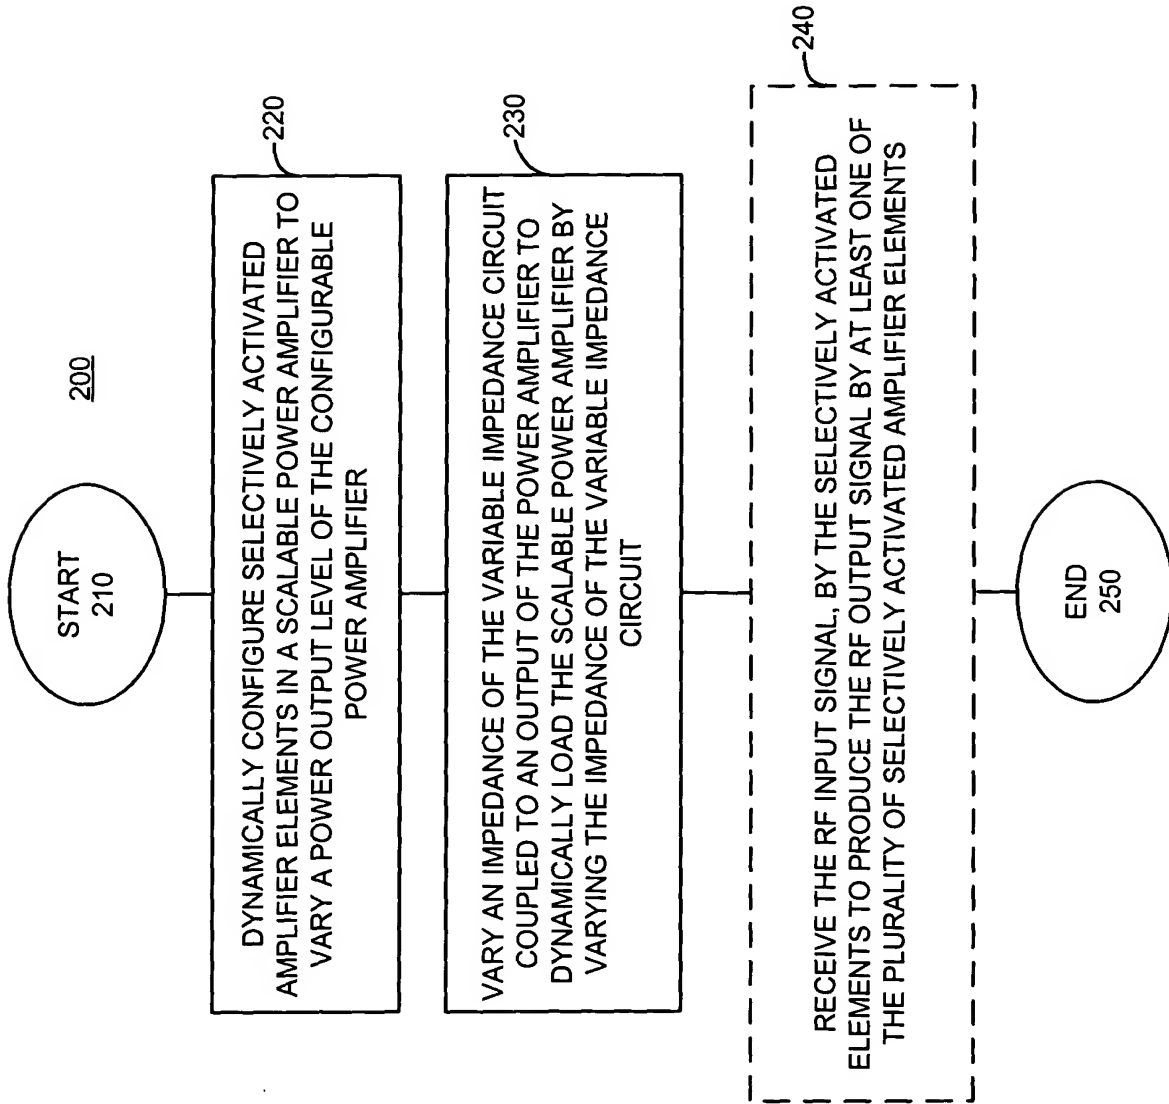 200
START
210
220
DYNAMICALLY CONFIGURE SELECTIVELY ACTIVATED
AMPLIFIER ELEMENTS IN A SCALABLE POWER AMPLIFIER TO
VARY A POWER OUTPUT LEVEL OF THE CONFIGURABLE
POWER AMPLIFIER
230
VARY AN IMPEDANCE OF THE VARIABLE IMPEDANCE CIRCUIT
COUPLED TO AN OUTPUT OF THE POWER AMPLIFIER TO
DYNAMICALLY LOAD THE SCALABLE POWER AMPLIFIER BY
VARYING THE IMPEDANCE OF THE VARIABLE IMPEDANCE
CIRCUIT
240
RECEIVE THE RF INPUT SIGNAL, BY THE SELECTIVELY ACTIVATED
ELEMENTS TO PRODUCE THE RF OUTPUT SIGNAL BY AT LEAST ONE OF
THE PLURALITY OF SELECTIVELY ACTIVATED AMPLIFIER ELEMENTS
END
250